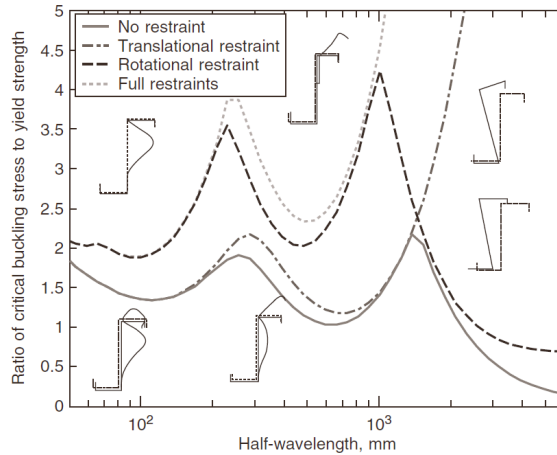 No restraint
Translational restraint
Rotational restraint
Full restraints
Ratio of critical buckling stress to yield strength
5
4.5
4
3.5
3
2.5
2
1.5
1
0.5
0
10²
10³
Half-wavelength, mm